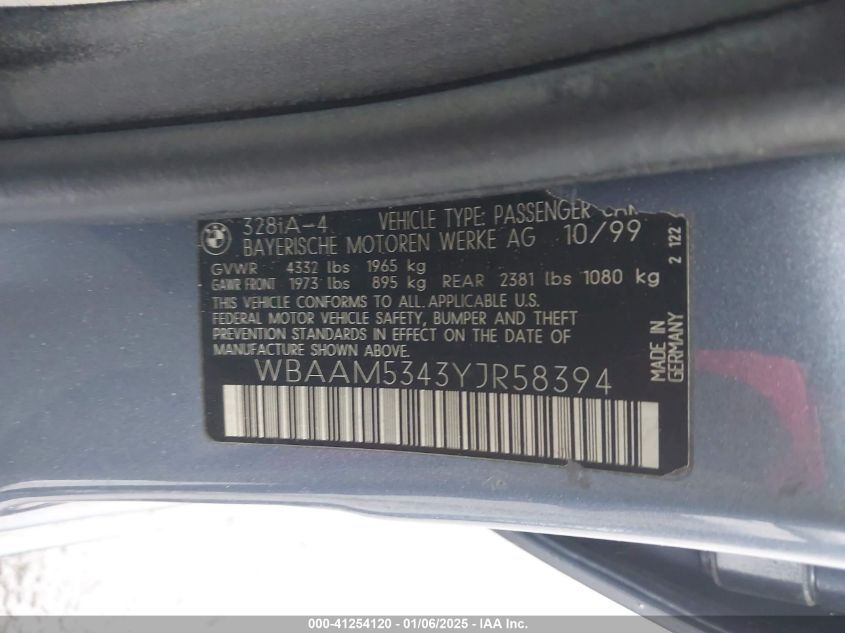 328iA-4 VEHICLE TYPE: PASSENGER CAR
BAYERISCHE MOTOREN WERKE AG 10/99
GVWR 4332 lbs 1965 kg
GAWR FRONT 1973 lbs 895 kg REAR 2381 lbs 1080 kg
THIS VEHICLE CONFORMS TO ALL APPLICABLE U.S.
FEDERAL MOTOR VEHICLE SAFETY, BUMPER AND THEFT
PREVENTION STANDARDS IN EFFECT ON THE DATE OF
MANUFACTURE SHOWN ABOVE.
WBAAM5343YJR58394
MADE IN
GERMANY
2 122
000-41254120 - 01/06/2025 - IAA Inc.